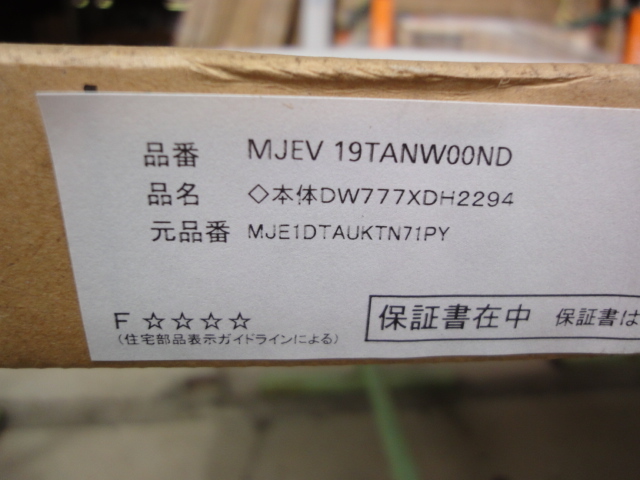 品番 MJEV 19TANW00ND
品名 ◇本体DW777XDH2294
元品番 MJE1DTAUKTN71PY
F ☆☆☆☆
(住宅部品表示ガイドラインによる)
保証書在中 保証書は